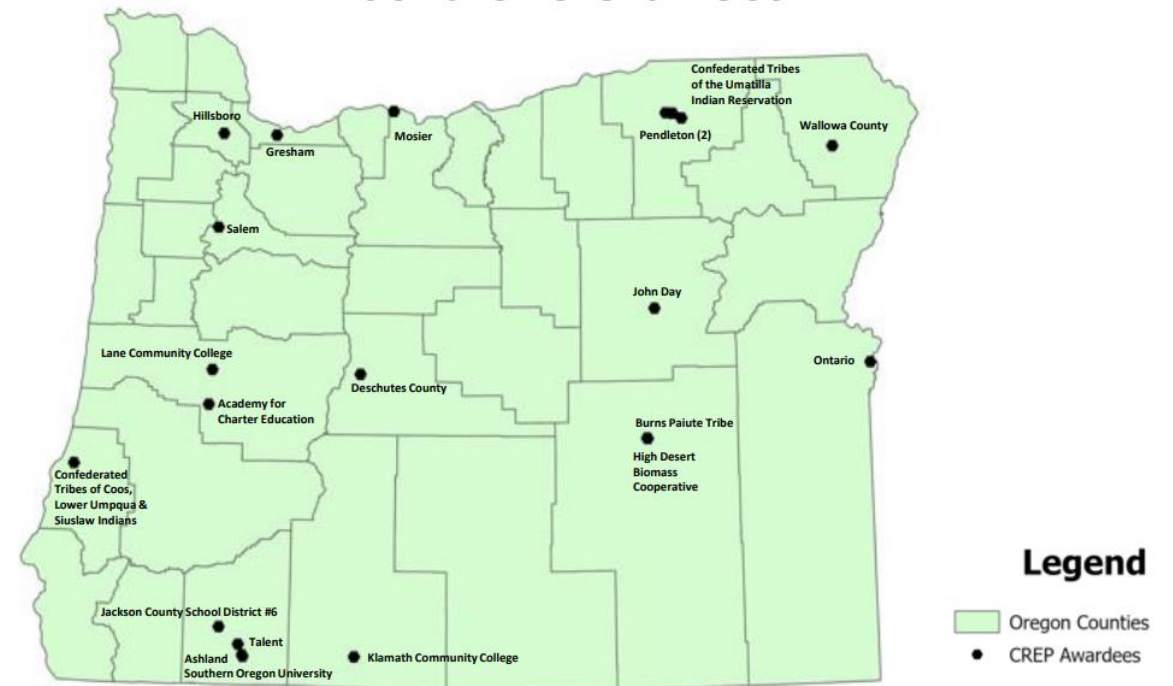 Confederated Tribes
of the Umatilla
Indian Reservation
Hillsboro
Mosier
Pendleton (2)
Wallowa County
Gresham
Salem
John Day
Lane Community College
Ontario
Deschutes County
Academy for
Charter Education
Burns Paiute Tribe
High Desert
Biomass
Cooperative
Confederated
Tribes of Coos,
Lower Umpqua &
Siuslaw Indians
Legend
Oregon Counties
CREP Awardees
Jackson County School District #6
Talent
Ashland
Southern Oregon University
Klamath Community College